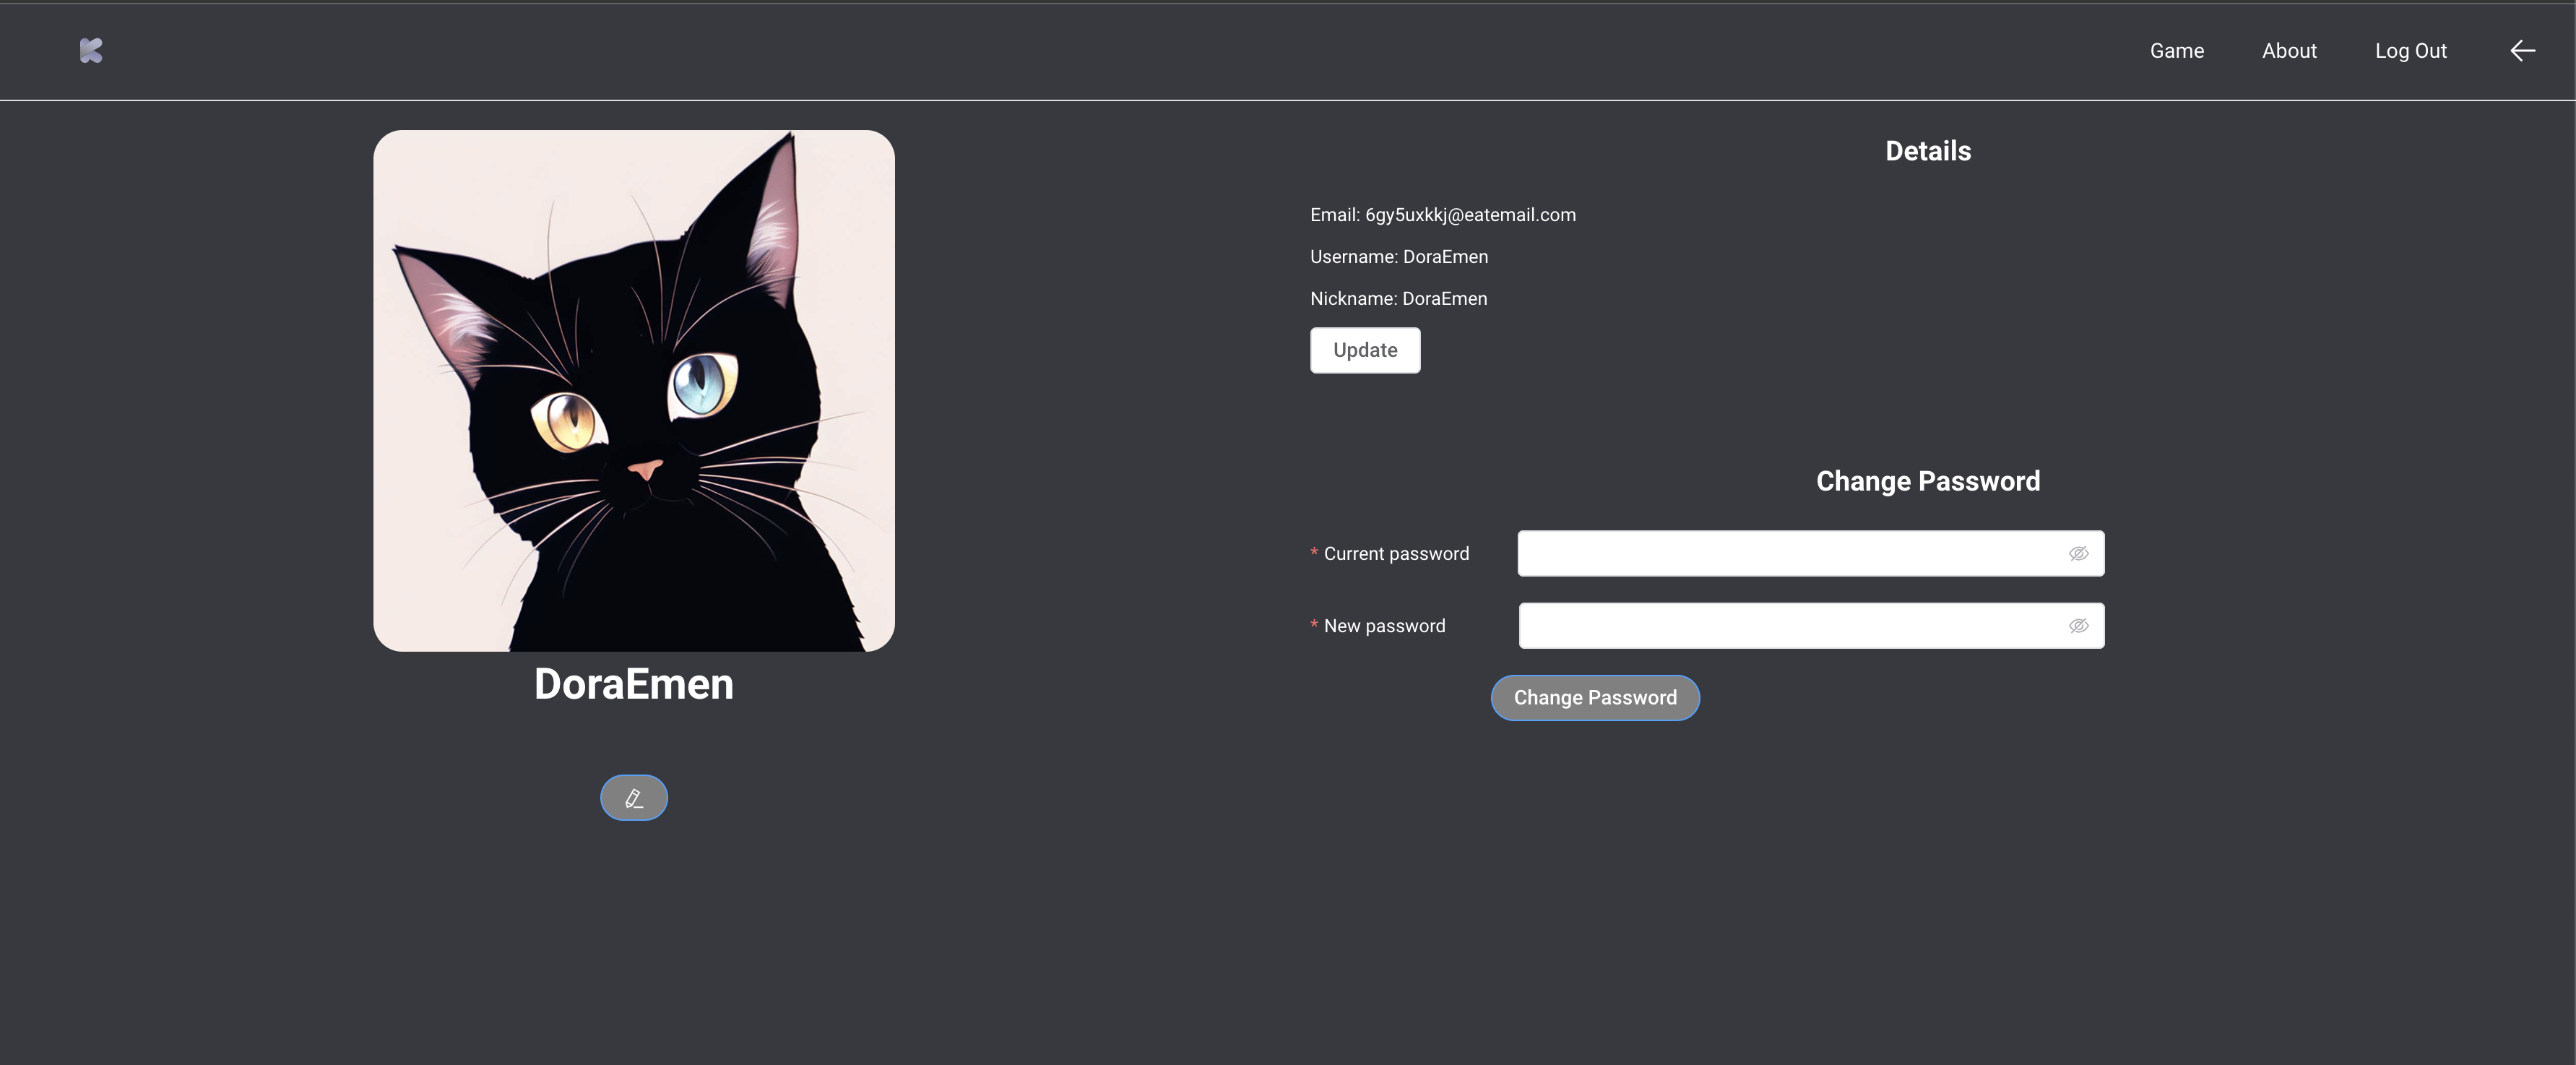 Game About Log Out
Details
Email: 6gy5uxkkj@eatemail.com
Username: DoraEmen
Nickname: DoraEmen
Update
Change Password
* Current password
* New password
Change Password
DoraEmen